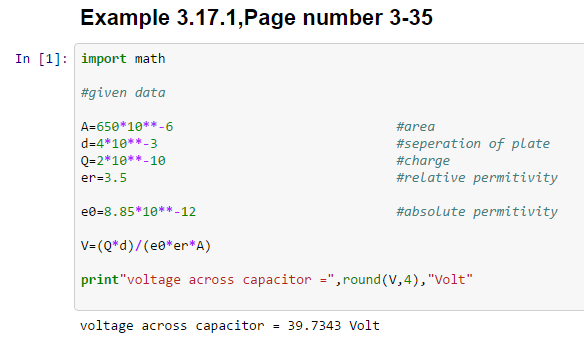 Example 3.17.1,Page number 3-35
In [1]: import math
#given data
A=650*10**-6 #area
d=4*10**-3 #seperation of plate
Q=2*10**-10 #charge
er=3.5 #relative permitivity
e0=8.85*10**-12 #absolute permitivity
V=(Q*d)/(e0*er*A)
print"voltage across capacitor =",round(V,4),"Volt"
voltage across capacitor = 39.7343 Volt